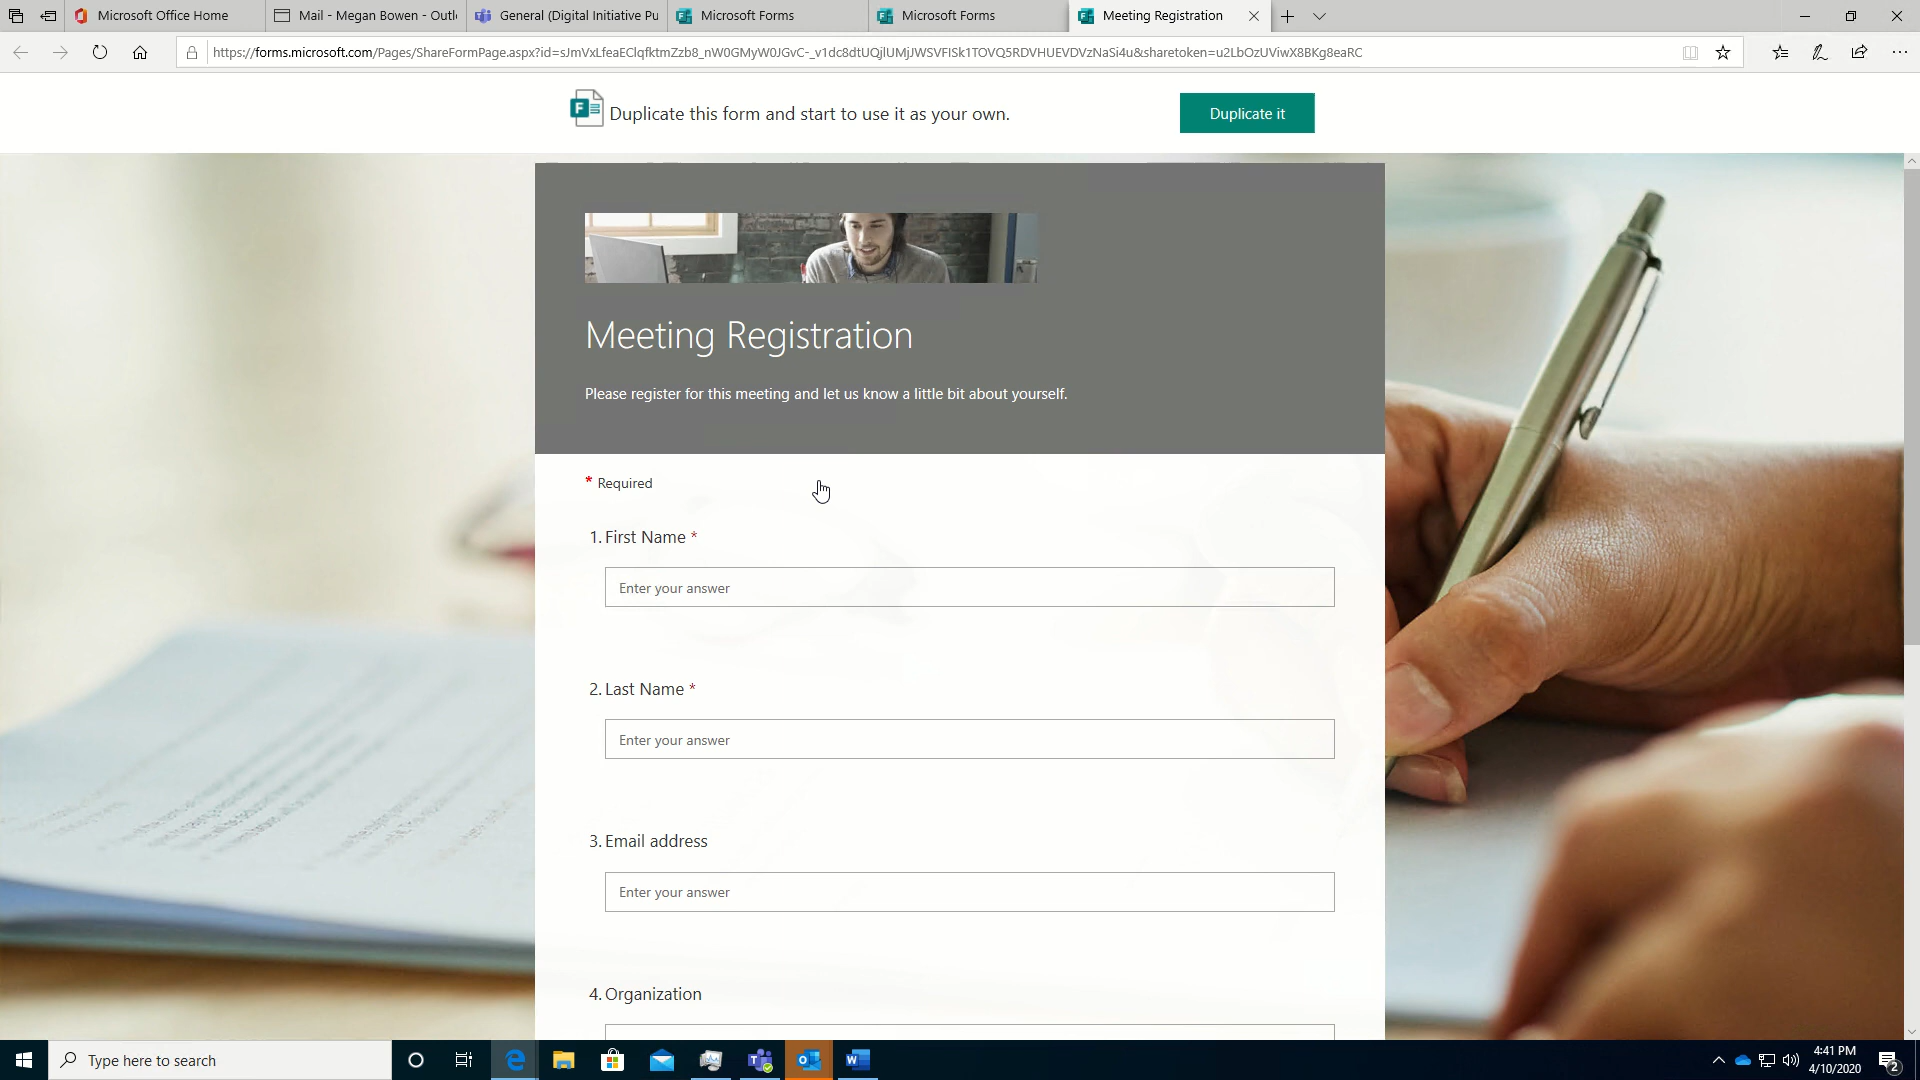 Microsoft Office Home
Mail - Megan Bowen - Outl
General (Digital Initiative Pu
Microsoft Forms
Microsoft Forms
Meeting Registration
https://forms.microsoft.com/Pages/ShareFormPage.aspx?id=sJmVxLfeaEClqfktmZzb8_nW0GMyW0JGvC-_v1dc8dtUQjlUMjJWSVFISk1TOVQ5RDVHUEVDVzNaSi4u&sharetoken=u2LbOzUViwX8BKg8eaRC
Duplicate this form and start to use it as your own.
Duplicate it
Meeting Registration
Please register for this meeting and let us know a little bit about yourself.
* Required
1. First Name *
Enter your answer
2. Last Name *
Enter your answer
3. Email address
Enter your answer
4. Organization
Type here to search
4:41 PM
4/10/2020
2